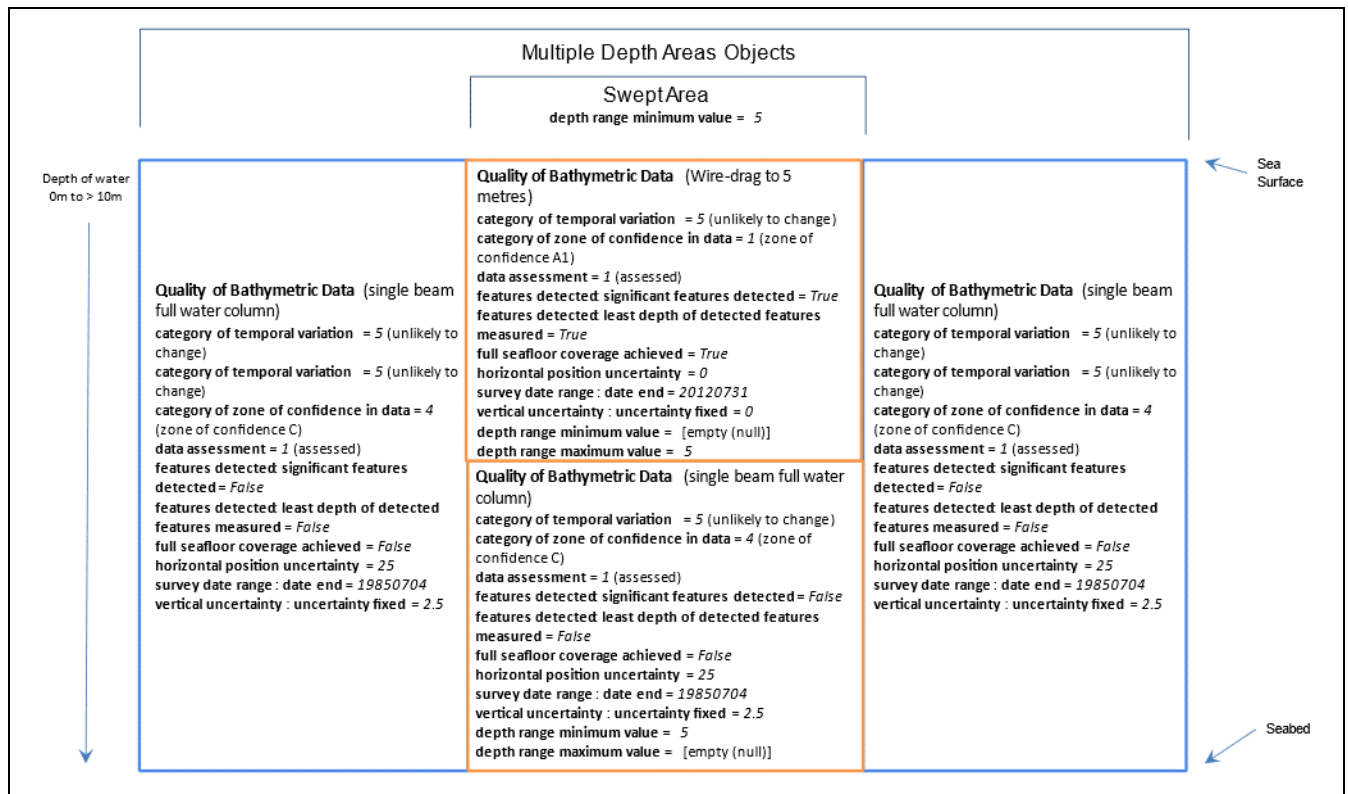 Multiple Depth Areas Objects
Swept Area
depth range minimum value = 5
Depth of water
0m to > 10m
Sea
Surface
Quality of Bathymetric Data (single beam
full water column)
category of temporal variation = 5 (unlikely to
change)
category of temporal variation = 5 (unlikely to
change)
category of zone of confidence in data = 4
(zone of confidence C)
data assessment = 1 (assessed)
features detected: significant features
detected = False
features detected: least depth of detected
features measured = False
full seafloor coverage achieved = False
horizontal position uncertainty = 25
survey date range : date end = 19850704
vertical uncertainty : uncertainty fixed = 2.5
Quality of Bathymetric Data (Wire-drag to 5
metres)
category of temporal variation = 5 (unlikely to change)
category of zone of confidence in data = 1 (zone of
confidence A1)
data assessment = 1 (assessed)
features detected: significant features detected = True
features detected: least depth of detected features
measured = True
full seafloor coverage achieved = True
horizontal position uncertainty = 0
survey date range : date end = 20120731
vertical uncertainty : uncertainty fixed = 0
depth range minimum value = [empty (null)]
depth range maximum value = 5
Quality of Bathymetric Data (single beam full water
column)
category of temporal variation = 5 (unlikely to change)
category of zone of confidence in data = 4 (zone of
confidence C)
data assessment = 1 (assessed)
features detected: significant features detected = False
features detected: least depth of detected features
measured = False
full seafloor coverage achieved = False
horizontal position uncertainty = 25
survey date range : date end = 19850704
vertical uncertainty : uncertainty fixed = 2.5
depth range minimum value = 5
depth range maximum value = [empty (null)]
Quality of Bathymetric Data (single beam
full water column)
category of temporal variation = 5 (unlikely to
change)
category of temporal variation = 5 (unlikely to
change)
category of zone of confidence in data = 4
(zone of confidence C)
data assessment = 1 (assessed)
features detected: significant features
detected = False
features detected: least depth of detected
features measured = False
full seafloor coverage achieved = False
horizontal position uncertainty = 25
survey date range : date end = 19850704
vertical uncertainty : uncertainty fixed = 2.5
Seabed